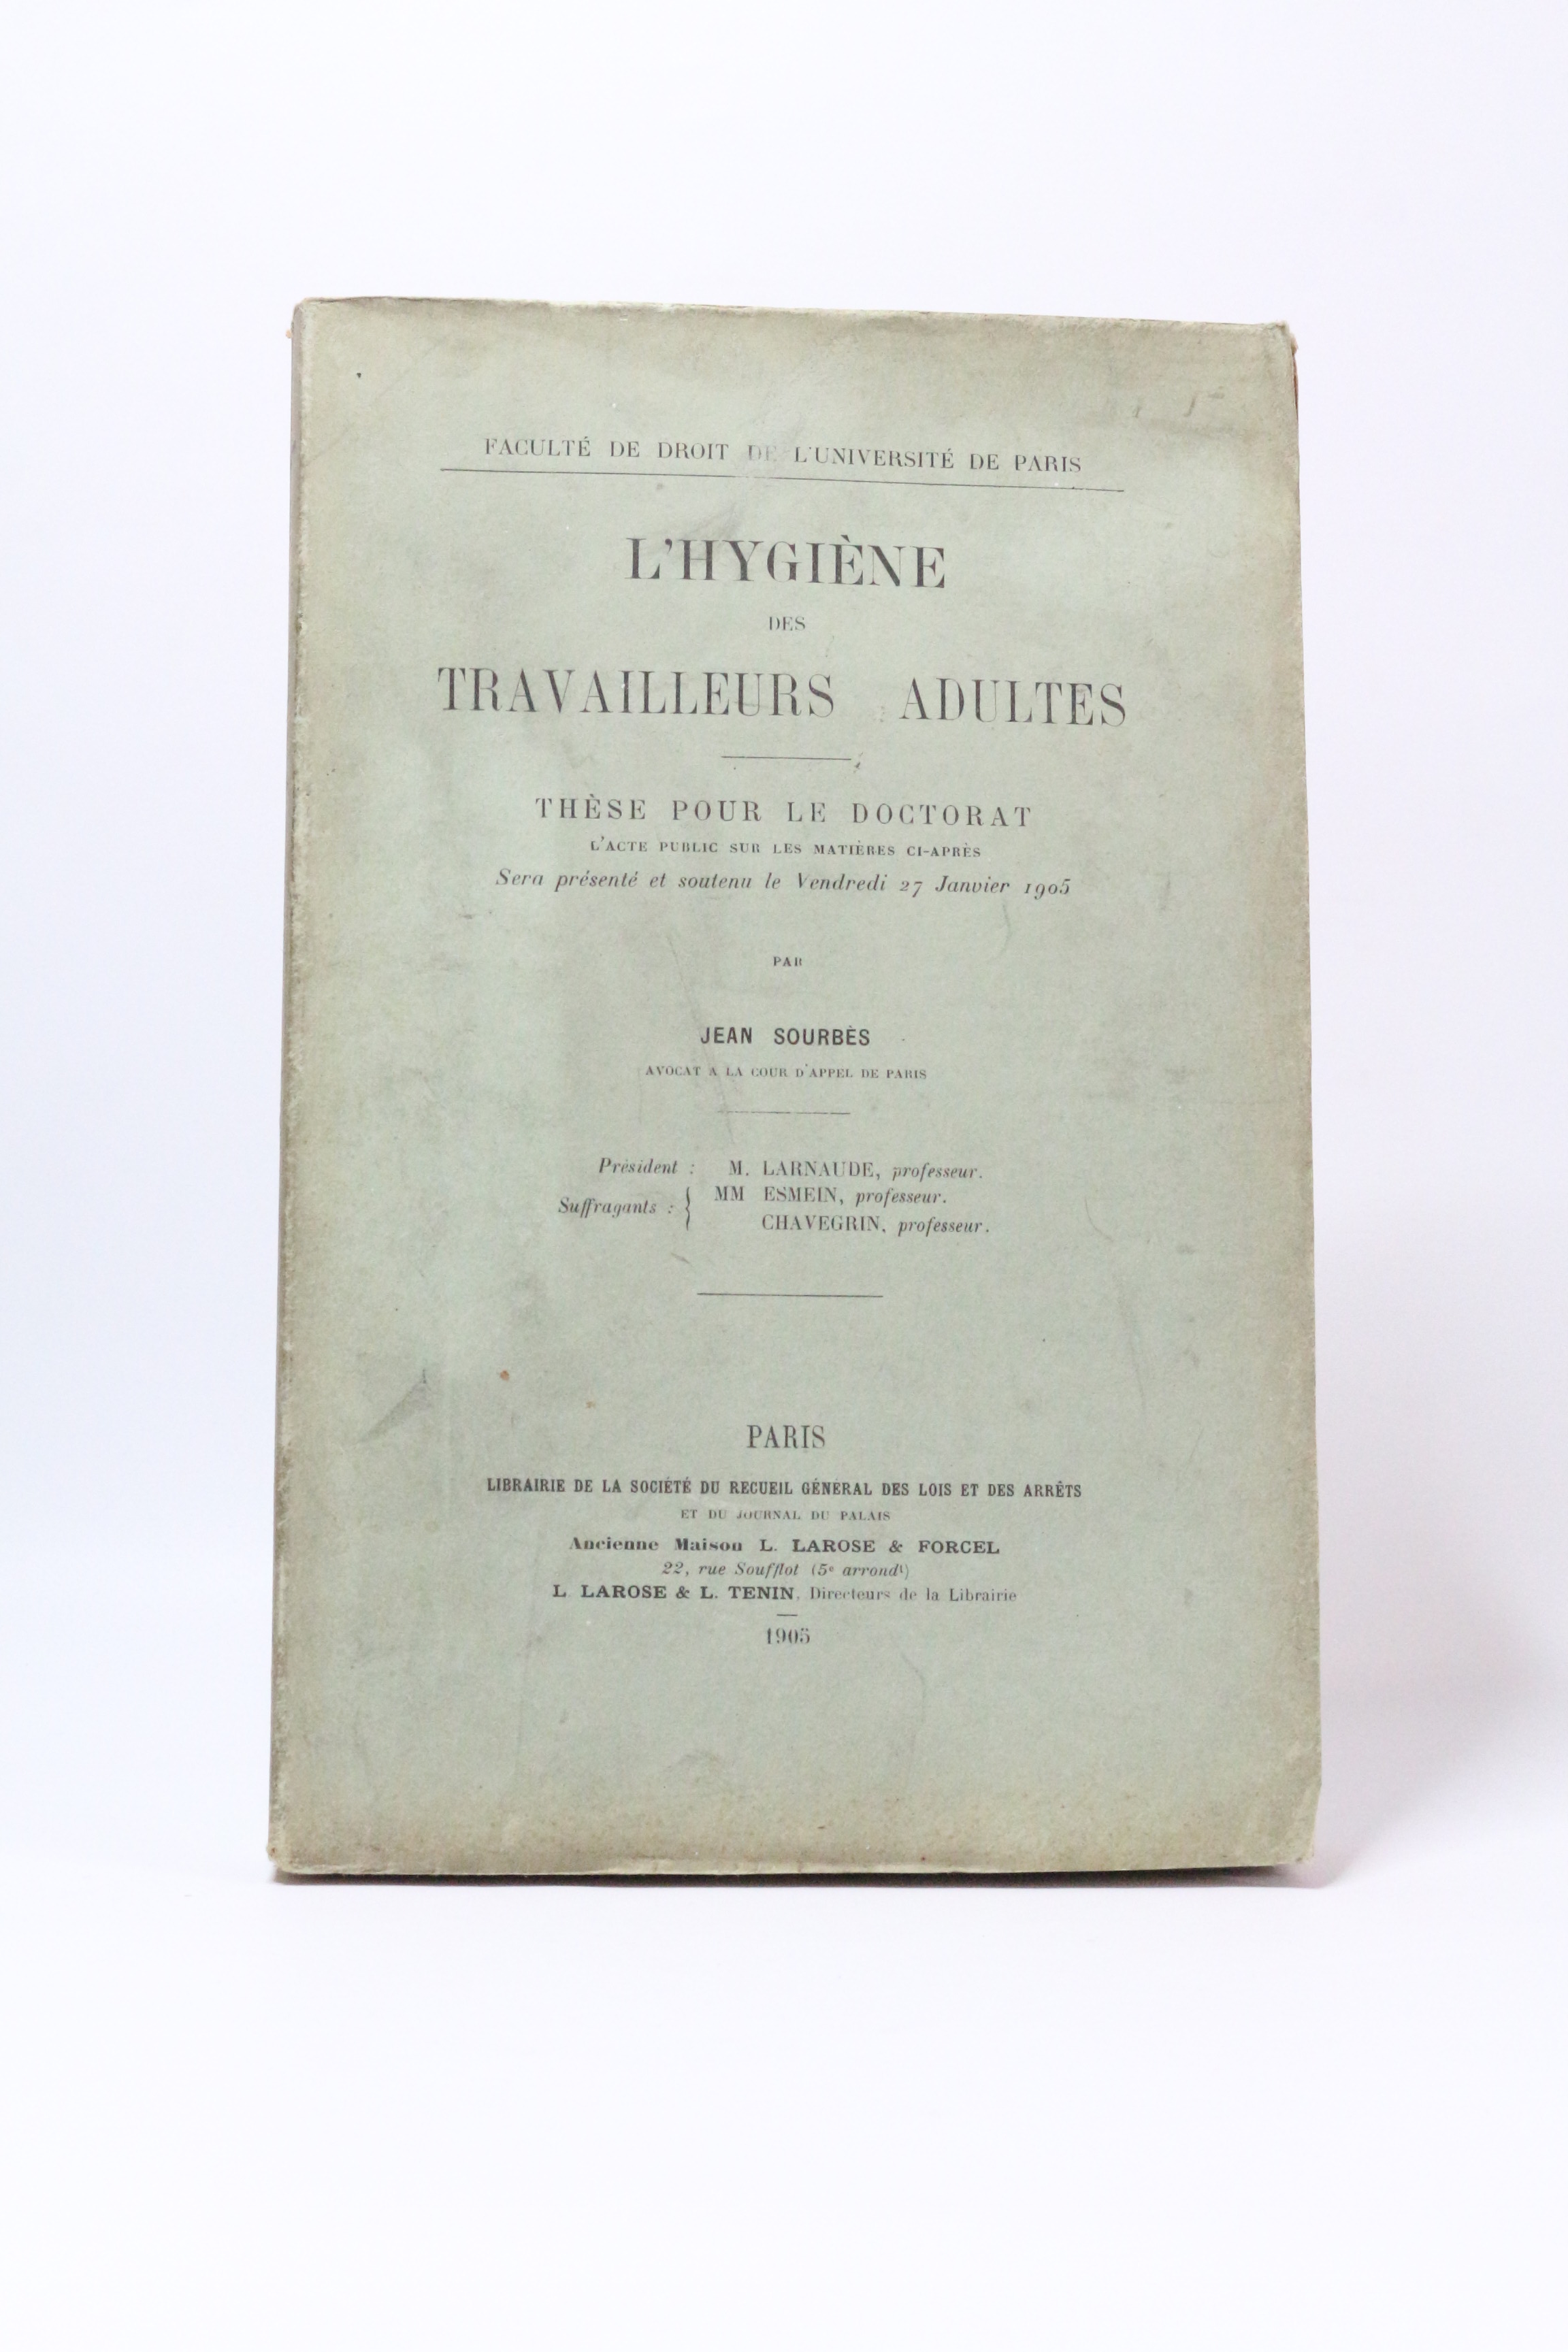 FACULTÉ DE DROIT DE L'UNIVERSITÉ DE PARIS
L'HYGIÈNE
DES
TRAVAILLEURS ADULTES
THÈSE POUR LE DOCTORAT
L'ACTE PUBLIC SUR LES MATIÈRES CI-APRÈS
Sera présenté et soutenu le Vendredi 27 Janvier 1905
PAR
JEAN SOURBÈS
AVOCAT A LA COUR D'APPEL DE PARIS
Président : M. LARNAUDE, professeur.
Suffragants : { MM ESMEIN, professeur.
CHAVEGRIN, professeur.
PARIS
LIBRAIRIE DE LA SOCIÉTÉ DU RECUEIL GÉNÉRAL DES LOIS ET DES ARRÊTS
ET DU JOURNAL DU PALAIS
Ancienne Maison L. LAROSE & FORCEL
22, rue Soufflot (5e arrondt)
L. LAROSE & L. TENIN, Directeurs de la Librairie
1905